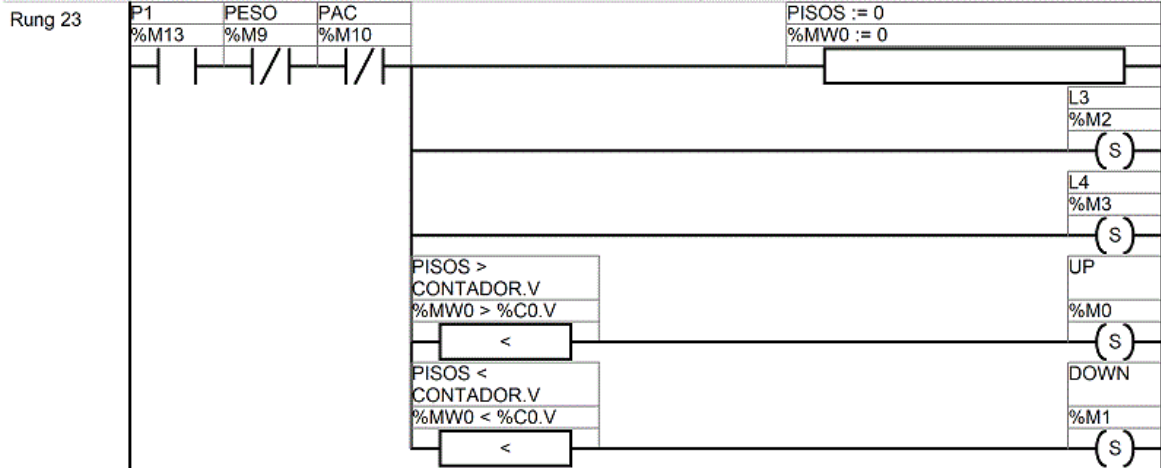 Rung 23
P1 PESO PAC PISOS := 0
%M13 %M9 %M10 %MW0 := 0
L3
%M2
S
L4
%M3
S
PISOS > UP
CONTADOR.V
%MW0 > %C0.V %M0
< S
PISOS < DOWN
CONTADOR.V
%MW0 < %C0.V %M1
< S